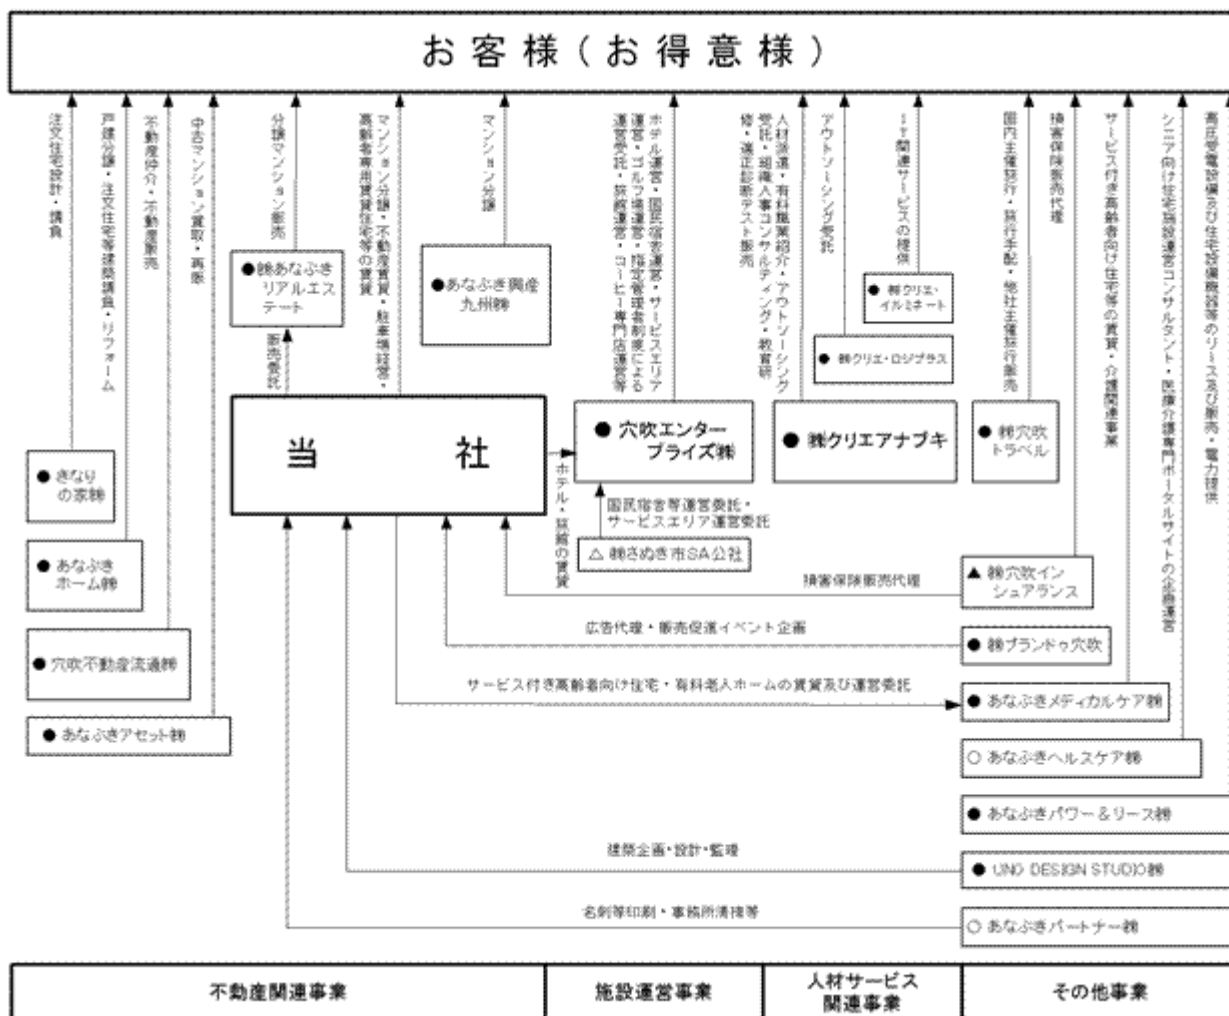 お客様(お得意様)
注文住宅設計・請負
戸建分譲・注文住宅等建築請負・リフォーム
不動産仲介・不動産販売
中古マンション買取・再販
分譲マンション販売
マンション分譲・不動産賃貸・駐車場経営・
高齢者専用賃貸住宅等の賃貸
マンション分譲
ホテル運営・国民宿舎運営・サービスエリア
運営・ゴルフ場運営・指定管理者制度による
運営受託・旅館運営・コーヒー専門店運営等
人材派遣・有料職業紹介・アウトソーシング
受託・組織人事コンサルティング・教育研
修・適正診断テスト販売
アウトソーシング受託
IT関連サービスの提供
国内主催旅行・旅行手配・他社主催旅行販売
損害保険販売代理
サービス付き高齢者向け住宅等の賃貸・介護関連事業
シニア向け住宅施設運営コンサルタント・医療介護専門ポータルサイトの企画運営
高圧受電設備及び住宅設備機器等のリース及び販売・電力提供
●㈱あなぶき
リアルエス
テート
●あなぶき興産
九州㈱
●㈱クリエ・
イルミネート
●㈱クリエ・ロジプラス
販売委託
当社
●穴吹エンター
プライズ㈱
●㈱クリエアナブキ
●㈱穴吹
トラベル
●きなり
の家㈱
ホテル・旅館の賃貸
国民宿舎等運営委託・
サービスエリア運営委託
△㈱さぬき市SA公社
●あなぶき
ホーム㈱
損害保険販売代理
▲㈱穴吹イン
シュアランス
広告代理・販売促進イベント企画
●㈱ブランドゥ穴吹
●穴吹不動産流通㈱
サービス付き高齢者向け住宅・有料老人ホームの賃貸及び運営委託
●あなぶきメディカルケア㈱
●あなぶきアセット㈱
○あなぶきヘルスケア㈱
●あなぶきパワー&リース㈱
建築企画・設計・監理
●UNO DESIGN STUDIO㈱
名刺等印刷・事務所清掃等
○あなぶきパートナー㈱
不動産関連事業
施設運営事業
人材サービス
関連事業
その他事業